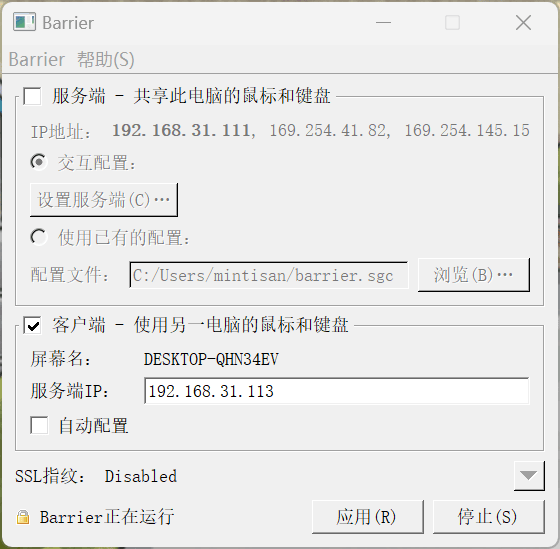 Barrier
Barrier 帮助(S)
服务端 - 共享此电脑的鼠标和键盘
IP地址: 192.168.31.111, 169.254.41.82, 169.254.145.15
交互配置:
设置服务端(C)…
使用已有的配置:
配置文件: C:/Users/mintisan/barrier.sgc 浏览(B)…
客户端 - 使用另一电脑的鼠标和键盘
屏幕名: DESKTOP-QHN34EV
服务端IP: 192.168.31.113
自动配置
SSL指纹: Disabled
Barrier正在运行 应用(R) 停止(S)